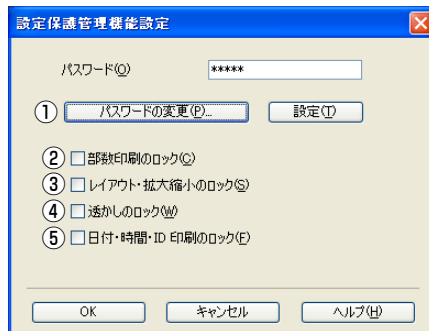 設定保護管理機能設定
パスワード(O) *****
① パスワードの変更(P)... 設定(T)
② 部数印刷のロック(C)
③ レイアウト・拡大縮小のロック(S)
④ 透かしのロック(W)
⑤ 日付・時間・ID 印刷のロック(F)
OK キャンセル ヘルプ(H)